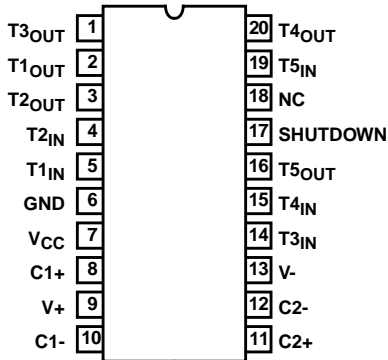 T3OUT 1 20 T4OUT
T1OUT 2 19 T5IN
T2OUT 3 18 NC
T2IN 4 17 SHUTDOWN
T1IN 5 16 T5OUT
GND 6 15 T4IN
VCC 7 14 T3IN
C1+ 8 13 V-
V+ 9 12 C2-
C1- 10 11 C2+